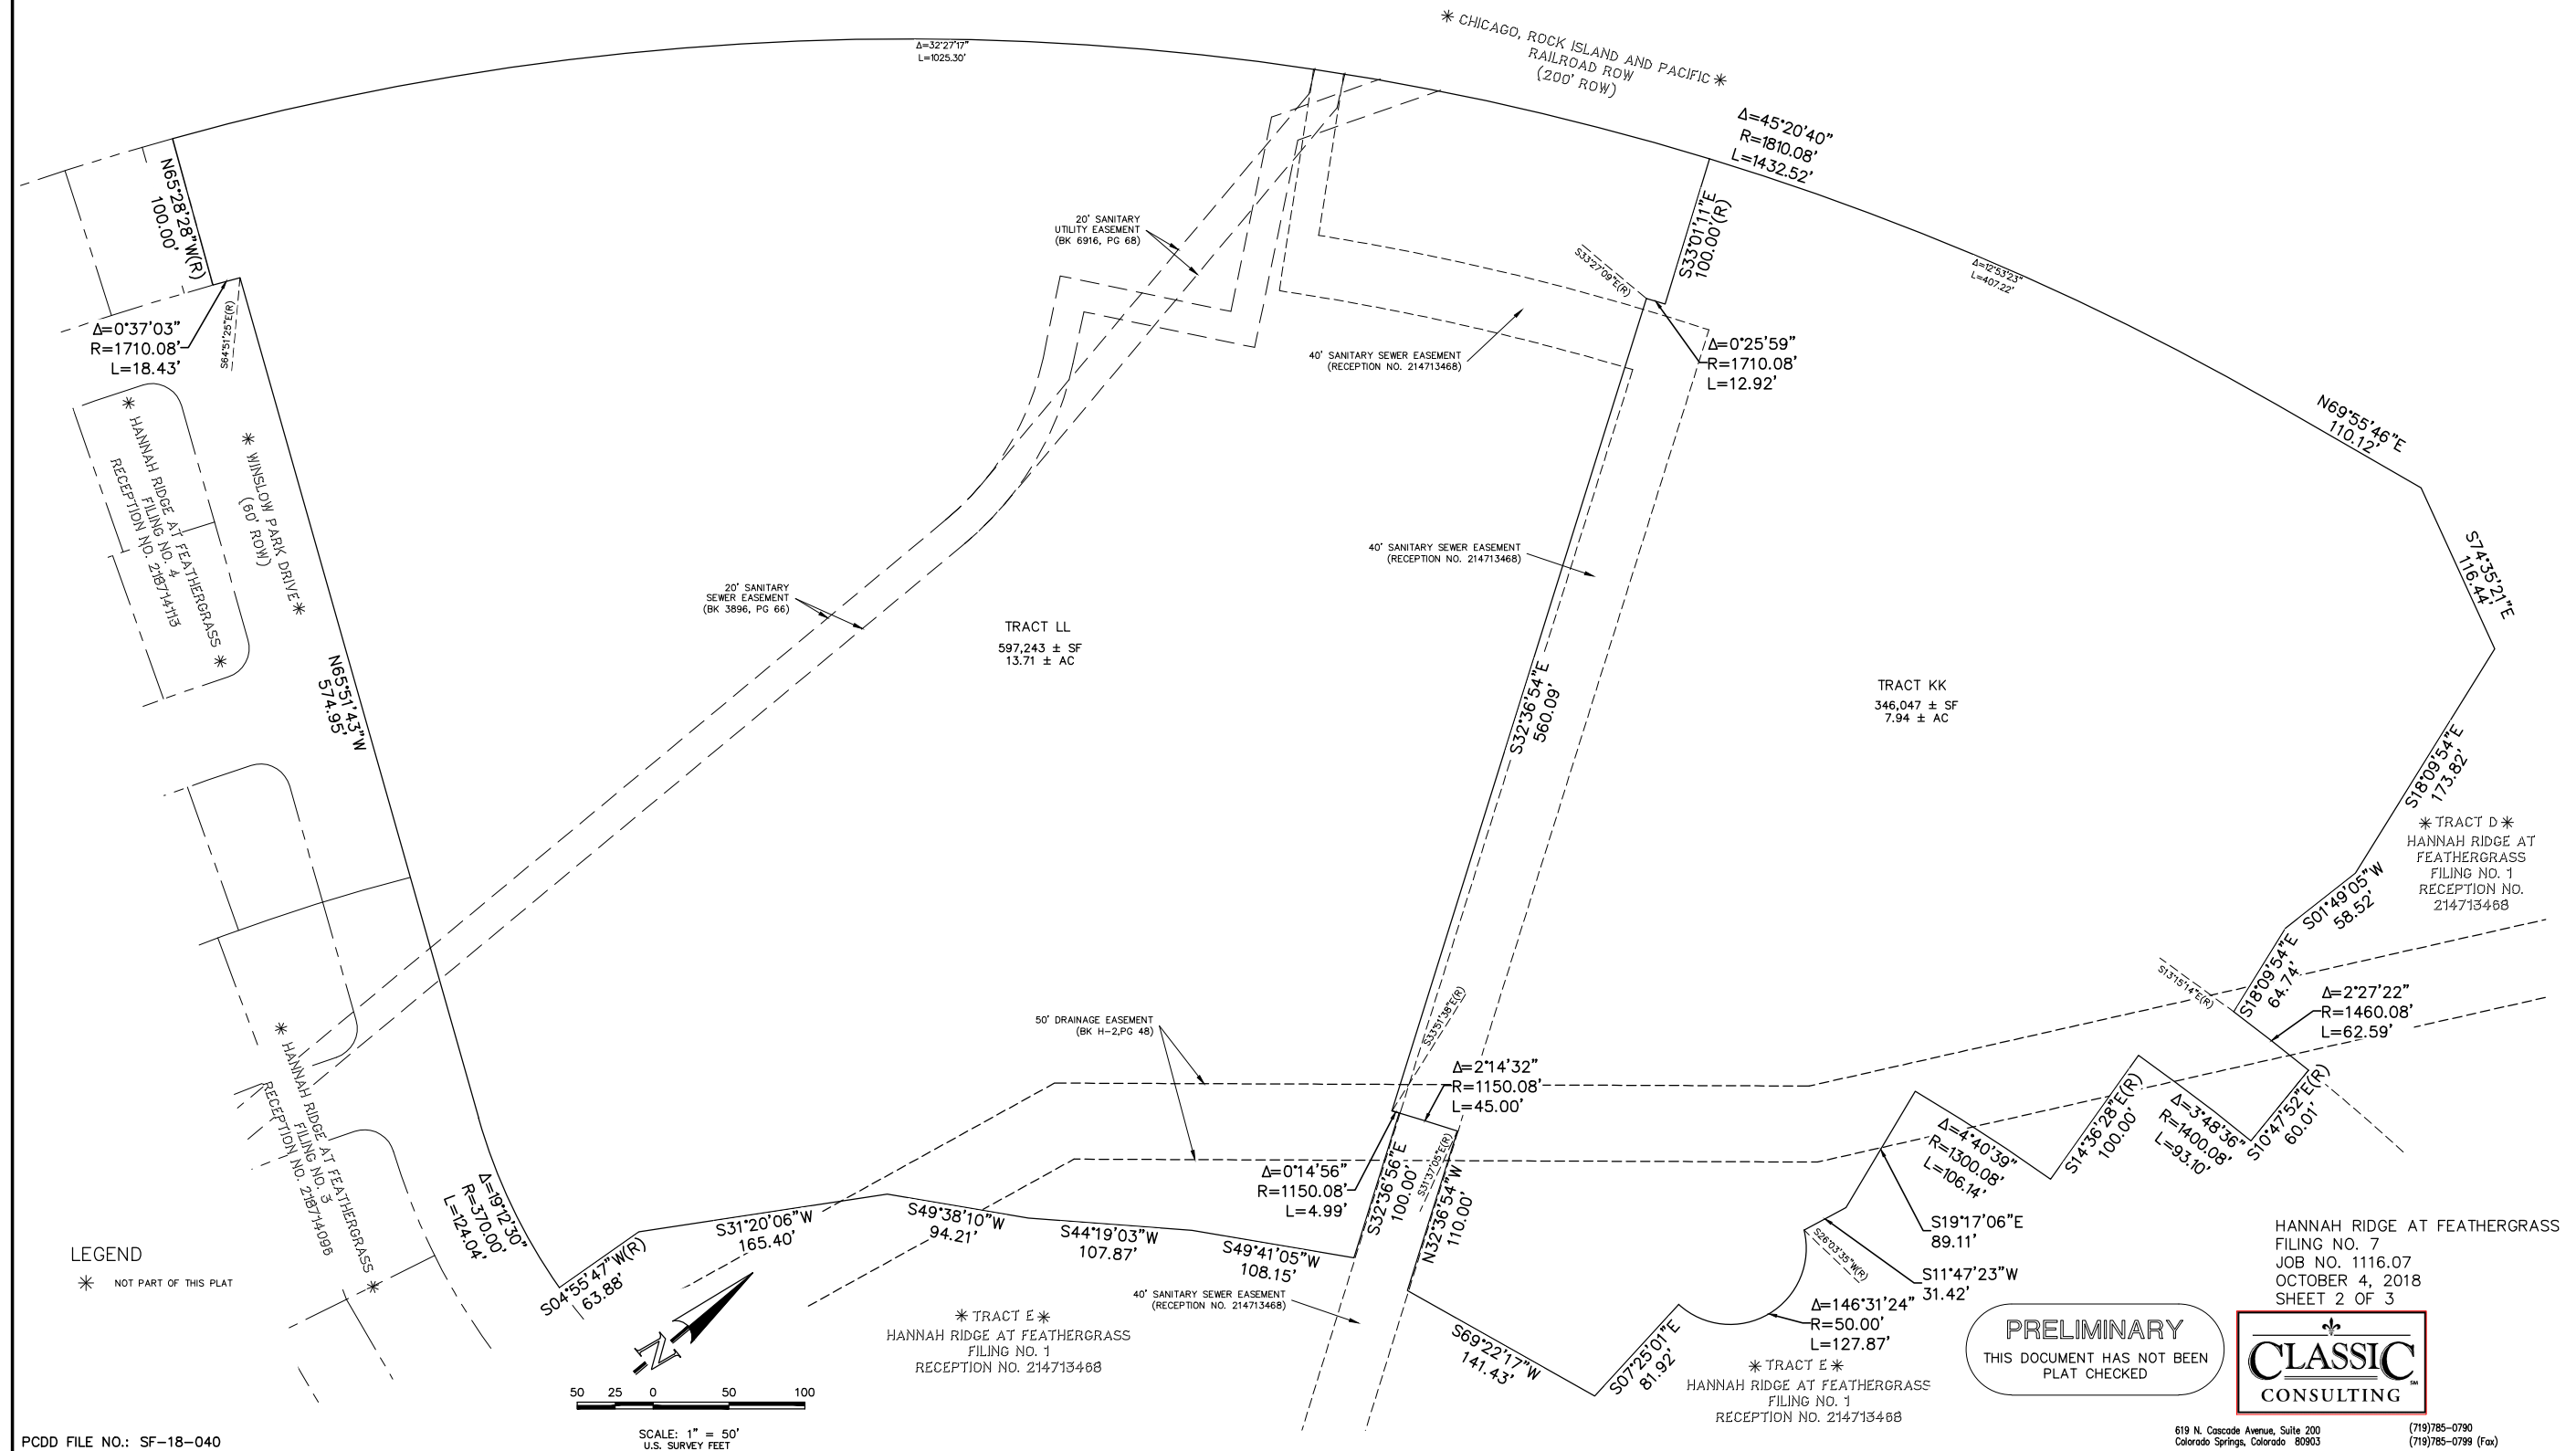 Δ=32°27'17"
L=1025.30'
✳ CHICAGO, ROCK ISLAND AND PACIFIC ✳
RAILROAD ROW
(200' ROW)
Δ=45°20'40"
R=1810.08'
L=1432.52'
N65°28'28"W(R)
100.00'
20' SANITARY
UTILITY EASEMENT
(BK 6916, PG 68)
S33°01'11"E
100.00'(R)
S33°27'09"E(R)
Δ=12°53'23"
L=407.22'
Δ=0°37'03"
R=1710.08'
L=18.43'
S64°51'25"E(R)
40' SANITARY SEWER EASEMENT
(RECEPTION NO. 214713468)
Δ=0°25'59"
R=1710.08'
L=12.92'
N69°55'46"E
110.12'
✳ HANNAH RIDGE AT FEATHERGRASS ✳
FILING NO. 4
RECEPTION NO. 218714113
✳ WINSLOW PARK DRIVE ✳
(60' ROW)
S74°35'21"E
116.44'
40' SANITARY SEWER EASEMENT
(RECEPTION NO. 214713468)
20' SANITARY
SEWER EASEMENT
(BK 3896, PG 66)
TRACT LL
597,243 ± SF
13.71 ± AC
N65°51'43"W
574.95'
S32°36'54"E
560.09'
TRACT KK
346,047 ± SF
7.94 ± AC
S18°09'54"E
173.82'
✳ TRACT D ✳
HANNAH RIDGE AT
FEATHERGRASS
FILING NO. 1
RECEPTION NO.
214713468
S01°49'05"W
58.52'
S18°09'54"E
64.74'
S13°15'14"E(R)
Δ=2°27'22"
R=1460.08'
L=62.59'
50' DRAINAGE EASEMENT
(BK H-2,PG 48)
S33°51'38"E(R)
Δ=2°14'32"
R=1150.08'
L=45.00'
✳ HANNAH RIDGE AT FEATHERGRASS ✳
FILING NO. 3
RECEPTION NO. 218714096
Δ=19°12'30"
R=370.00'
L=124.04'
Δ=0°14'56"
R=1150.08'
L=4.99'
S32°36'56"E
100.00'
S31°37'05"E(R)
N32°36'54"W
110.00'
Δ=4°40'39"
R=1300.08'
L=106.14'
S14°36'28"E(R)
100.00'
Δ=3°48'36"
R=1400.08'
L=93.10'
S10°47'52"E(R)
60.01'
S04°55'47"W(R)
63.88'
S31°20'06"W
165.40'
S49°38'10"W
94.21'
S44°19'03"W
107.87'
S49°41'05"W
108.15'
S19°17'06"E
89.11'
S26°03'35"W(R)
S11°47'23"W
31.42'
Δ=146°31'24"
R=50.00'
L=127.87'
LEGEND
✳ NOT PART OF THIS PLAT
40' SANITARY SEWER EASEMENT
(RECEPTION NO. 214713468)
✳ TRACT E ✳
HANNAH RIDGE AT FEATHERGRASS
FILING NO. 1
RECEPTION NO. 214713468
S69°22'17"W
141.43'
S07°25'01"E
81.92'
✳ TRACT E ✳
HANNAH RIDGE AT FEATHERGRASS
FILING NO. 1
RECEPTION NO. 214713468
HANNAH RIDGE AT FEATHERGRASS
FILING NO. 7
JOB NO. 1116.07
OCTOBER 4, 2018
SHEET 2 OF 3
PRELIMINARY
THIS DOCUMENT HAS NOT BEEN
PLAT CHECKED
CLASSIC
SM
CONSULTING
N
50 25 0 50 100
SCALE: 1" = 50'
U.S. SURVEY FEET
PCDD FILE NO.: SF-18-040
619 N. Cascade Avenue, Suite 200
Colorado Springs, Colorado 80903
(719)785-0790
(719)785-0799 (Fax)